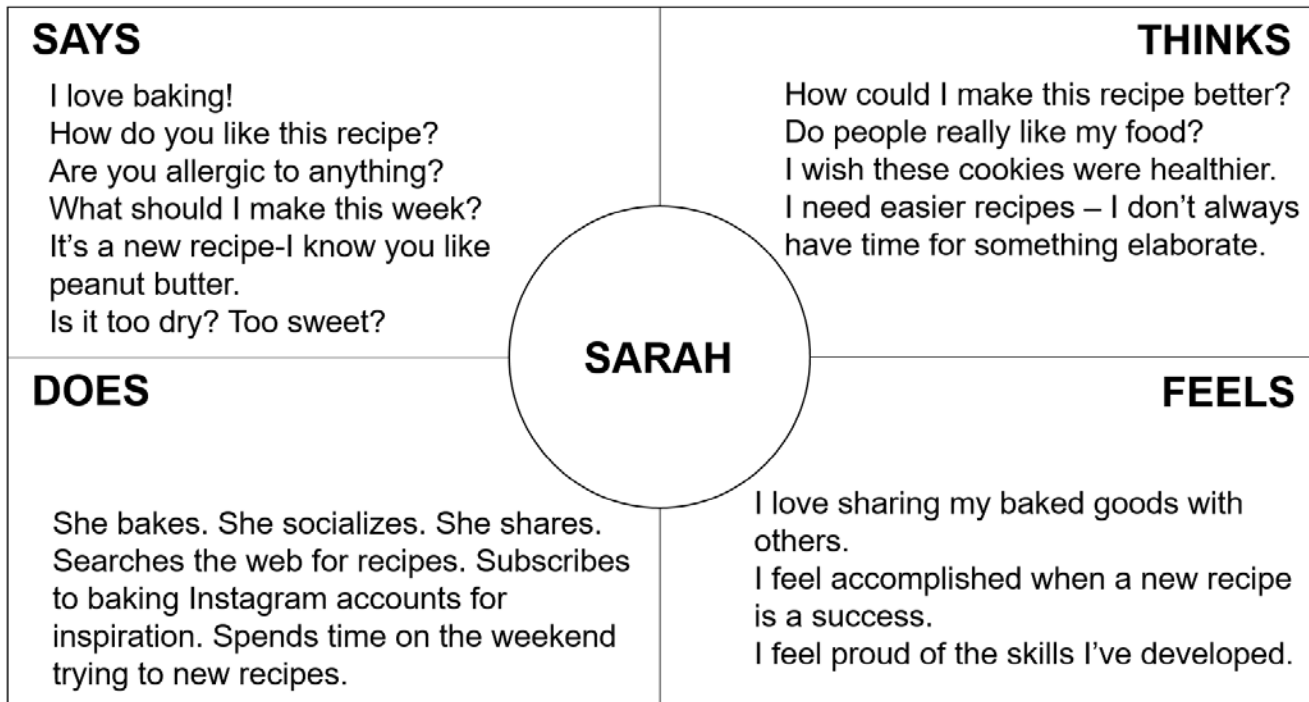 SAYS
I love baking!
How do you like this recipe?
Are you allergic to anything?
What should I make this week?
It’s a new recipe-I know you like
peanut butter.
Is it too dry? Too sweet?
THINKS
How could I make this recipe better?
Do people really like my food?
I wish these cookies were healthier.
I need easier recipes – I don’t always
have time for something elaborate.
SARAH
DOES
She bakes. She socializes. She shares.
Searches the web for recipes. Subscribes
to baking Instagram accounts for
inspiration. Spends time on the weekend
trying to new recipes.
FEELS
I love sharing my baked goods with
others.
I feel accomplished when a new recipe
is a success.
I feel proud of the skills I’ve developed.